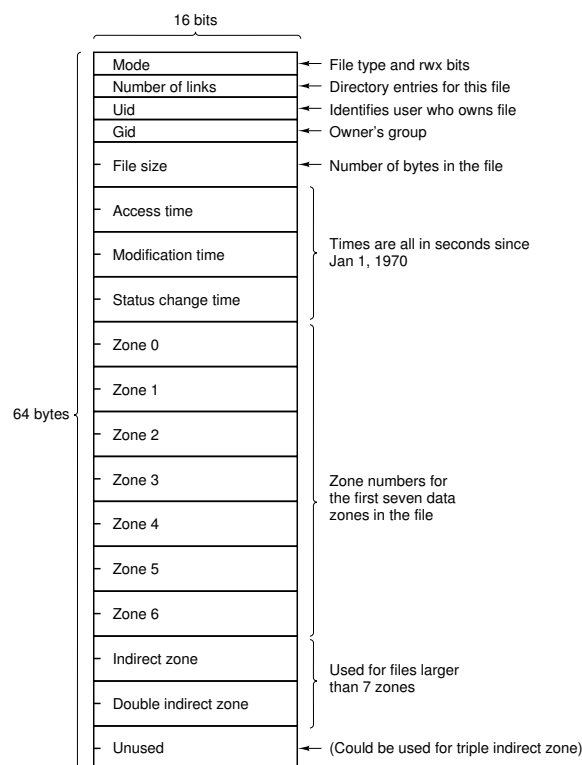 16 bits
Mode
File type and rwx bits
Number of links
Directory entries for this file
Uid
Identifies user who owns file
Gid
Owner's group
File size
Number of bytes in the file
Access time
Modification time
Status change time
Times are all in seconds since
Jan 1, 1970
64 bytes
Zone 0
Zone 1
Zone 2
Zone 3
Zone 4
Zone 5
Zone 6
Zone numbers for
the first seven data
zones in the file
Indirect zone
Double indirect zone
Used for files larger
than 7 zones
Unused
(Could be used for triple indirect zone)